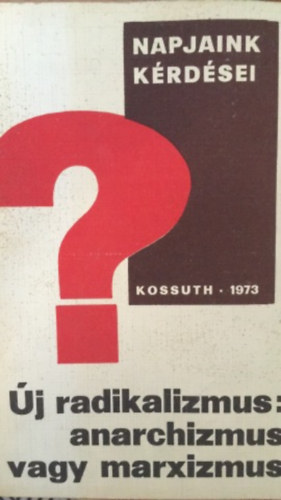 NAPJAINK
KÉRDÉSEI
?
KOSSUTH · 1973
Új radikalizmus:
anarchizmus
vagy marxizmus